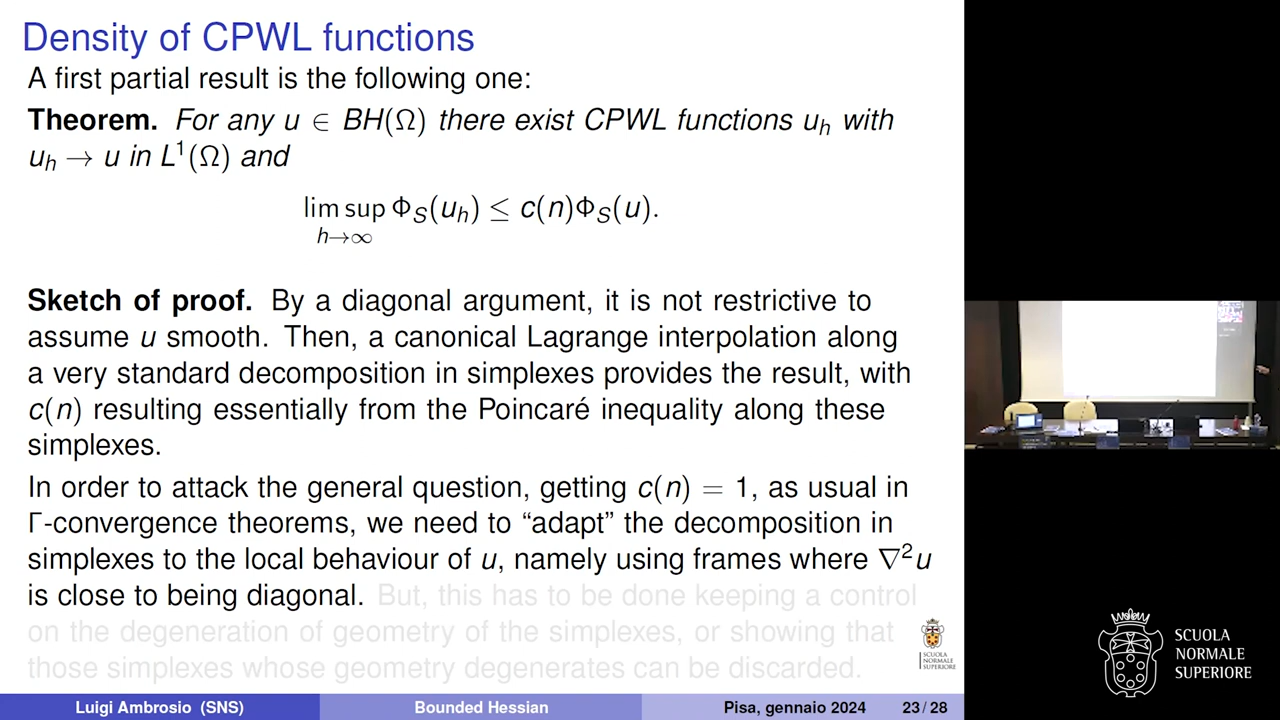 Density of CPWL functions
A first partial result is the following one:
Theorem. For any u ∈ BH(Ω) there exist CPWL functions u_h with
u_h → u in L¹(Ω) and
lim sup Φ_S(u_h) ≤ c(n)Φ_S(u).
h→∞
Sketch of proof. By a diagonal argument, it is not restrictive to
assume u smooth. Then, a canonical Lagrange interpolation along
a very standard decomposition in simplexes provides the result, with
c(n) resulting essentially from the Poincaré inequality along these
simplexes.
In order to attack the general question, getting c(n) = 1, as usual in
Γ-convergence theorems, we need to “adapt” the decomposition in
simplexes to the local behaviour of u, namely using frames where ∇²u
is close to being diagonal. But, this has to be done keeping a control
on the degeneration of geometry of the simplexes, or showing that
those simplexes whose geometry degenerates can be discarded.
SCUOLA
NORMALE
SUPERIORE
Luigi Ambrosio (SNS)
Bounded Hessian
Pisa, gennaio 2024
23 / 28
SCUOLA
NORMALE
SUPERIORE